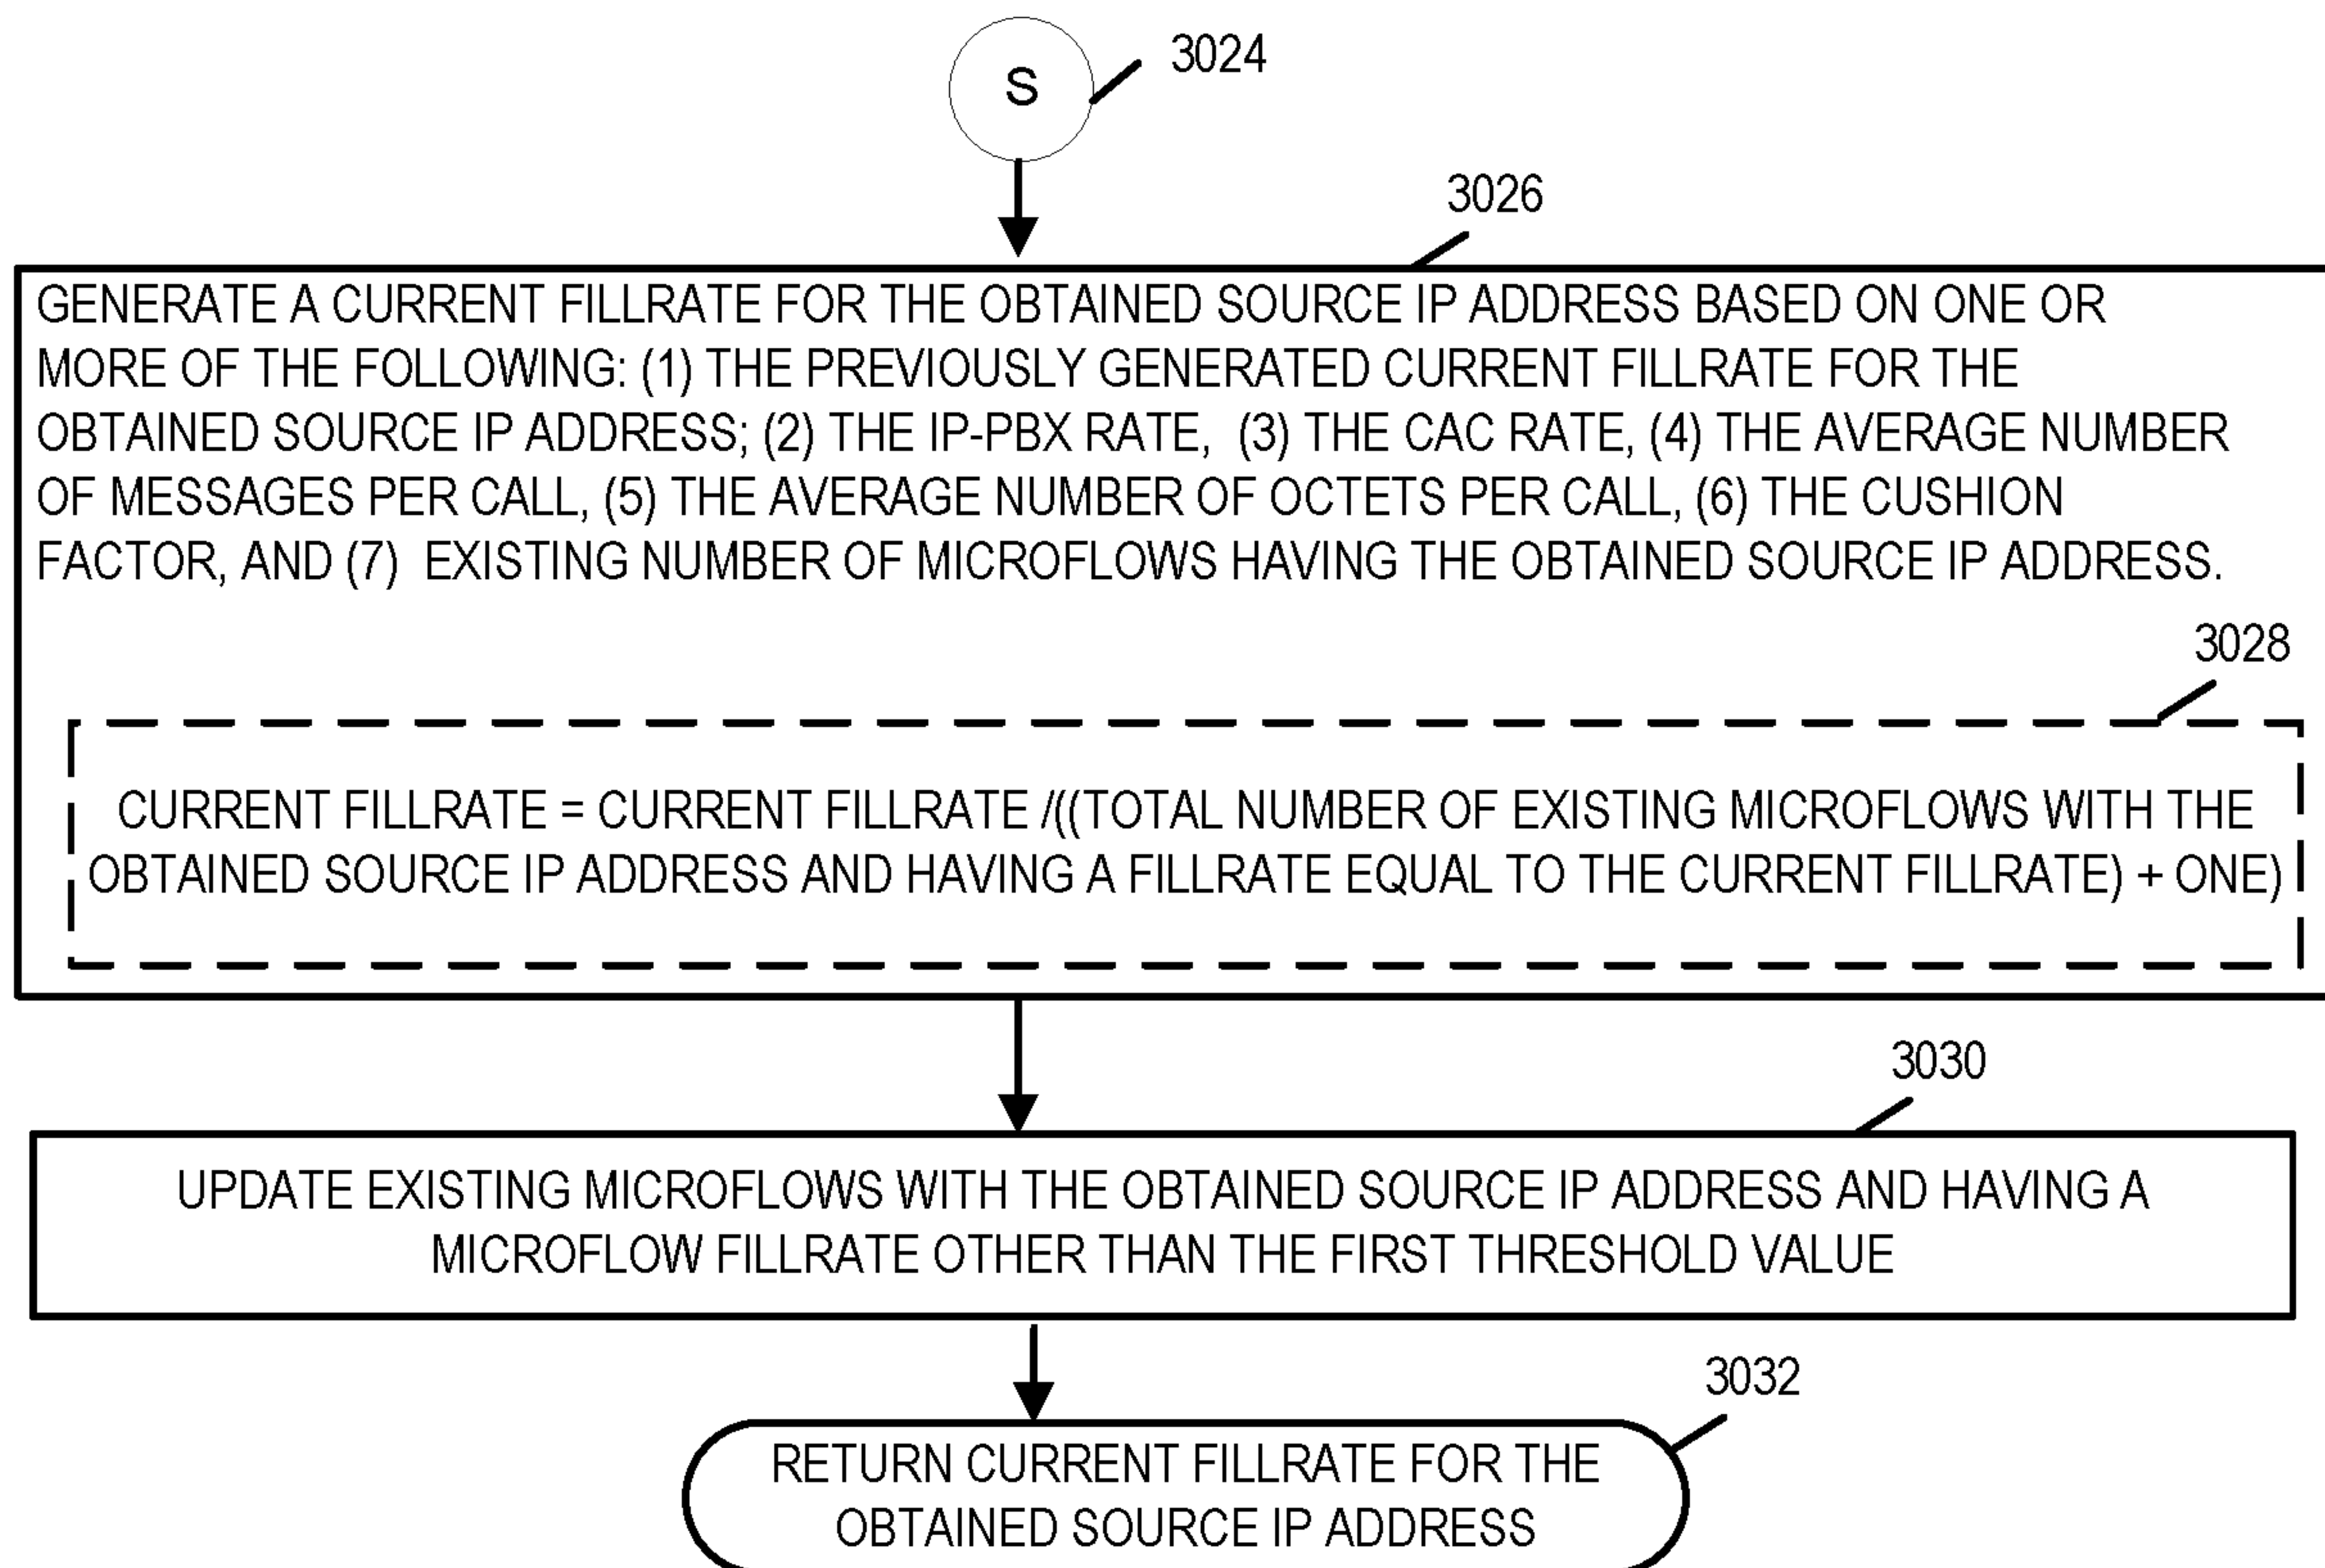 S
3024
3026
GENERATE A CURRENT FILLRATE FOR THE OBTAINED SOURCE IP ADDRESS BASED ON ONE OR
MORE OF THE FOLLOWING: (1) THE PREVIOUSLY GENERATED CURRENT FILLRATE FOR THE
OBTAINED SOURCE IP ADDRESS; (2) THE IP-PBX RATE, (3) THE CAC RATE, (4) THE AVERAGE NUMBER
OF MESSAGES PER CALL, (5) THE AVERAGE NUMBER OF OCTETS PER CALL, (6) THE CUSHION
FACTOR, AND (7) EXISTING NUMBER OF MICROFLOWS HAVING THE OBTAINED SOURCE IP ADDRESS.
3028
CURRENT FILLRATE = CURRENT FILLRATE /((TOTAL NUMBER OF EXISTING MICROFLOWS WITH THE
OBTAINED SOURCE IP ADDRESS AND HAVING A FILLRATE EQUAL TO THE CURRENT FILLRATE) + ONE)
3030
UPDATE EXISTING MICROFLOWS WITH THE OBTAINED SOURCE IP ADDRESS AND HAVING A
MICROFLOW FILLRATE OTHER THAN THE FIRST THRESHOLD VALUE
3032
RETURN CURRENT FILLRATE FOR THE
OBTAINED SOURCE IP ADDRESS